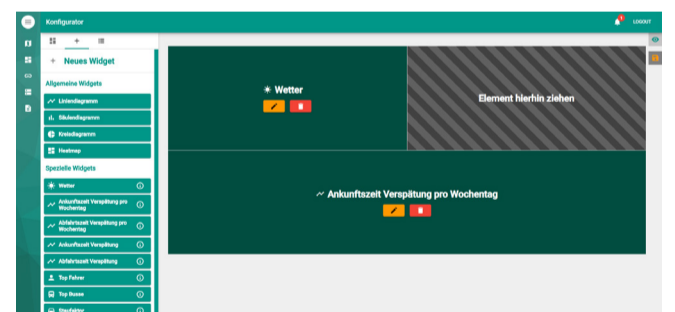 Konfigurator
LOGOUT
+ Neues Widget
Allgemeine Widgets
Liniendiagramm
Säulendiagramm
Kreisdiagramm
Heatmap
Spezielle Widgets
Wetter
Ankunftszeit Verspätung pro
Wochentag
Abfahrtszeit Verspätung pro
Wochentag
Ankunftszeit Verspätung
Abfahrtszeit Verspätung
Top Fahrer
Top Busse
Staufaktor
Wetter
Element hierhin ziehen
Ankunftszeit Verspätung pro Wochentag